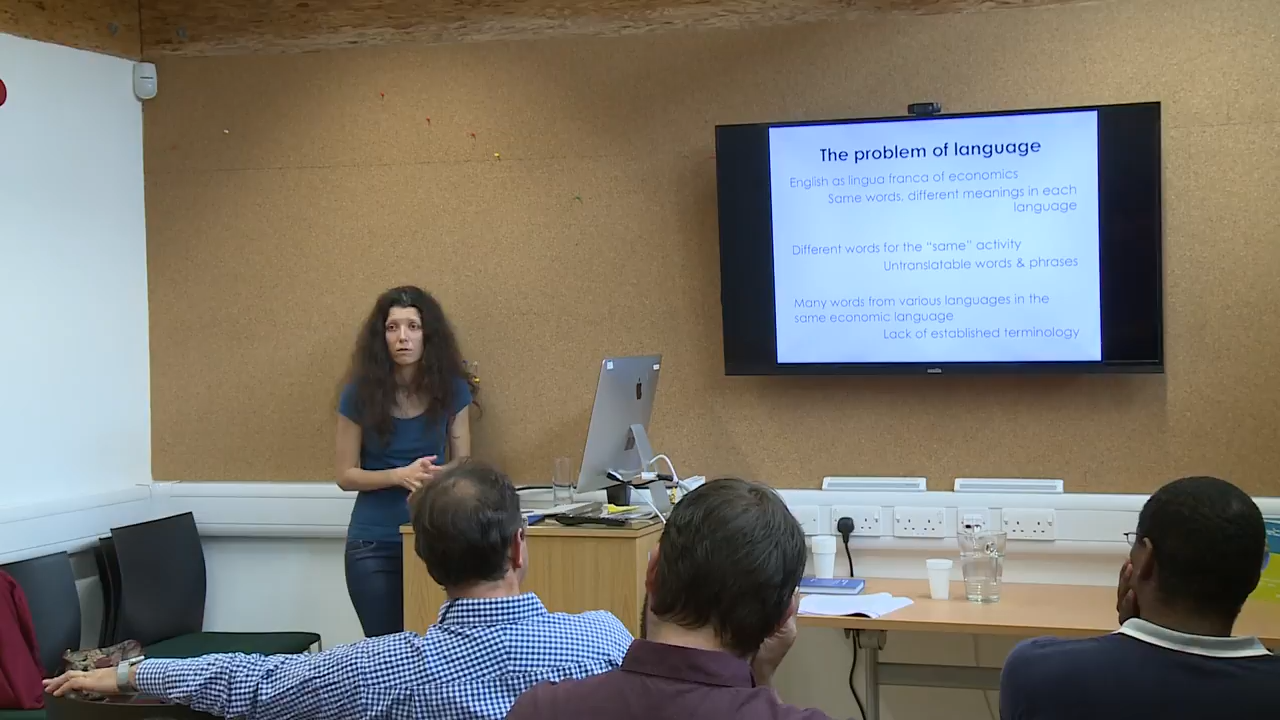 The problem of language
English as lingua franca of economics
Same words, different meanings in each
language
Different words for the “same” activity
Untranslatable words & phrases
Many words from various languages in the
same economic language
Lack of established terminology